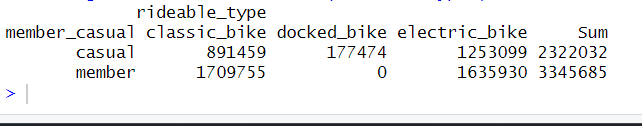 rideable_type
member_casual classic_bike docked_bike electric_bike Sum
casual 891459 177474 1253099 2322032
member 1709755 0 1635930 3345685
>